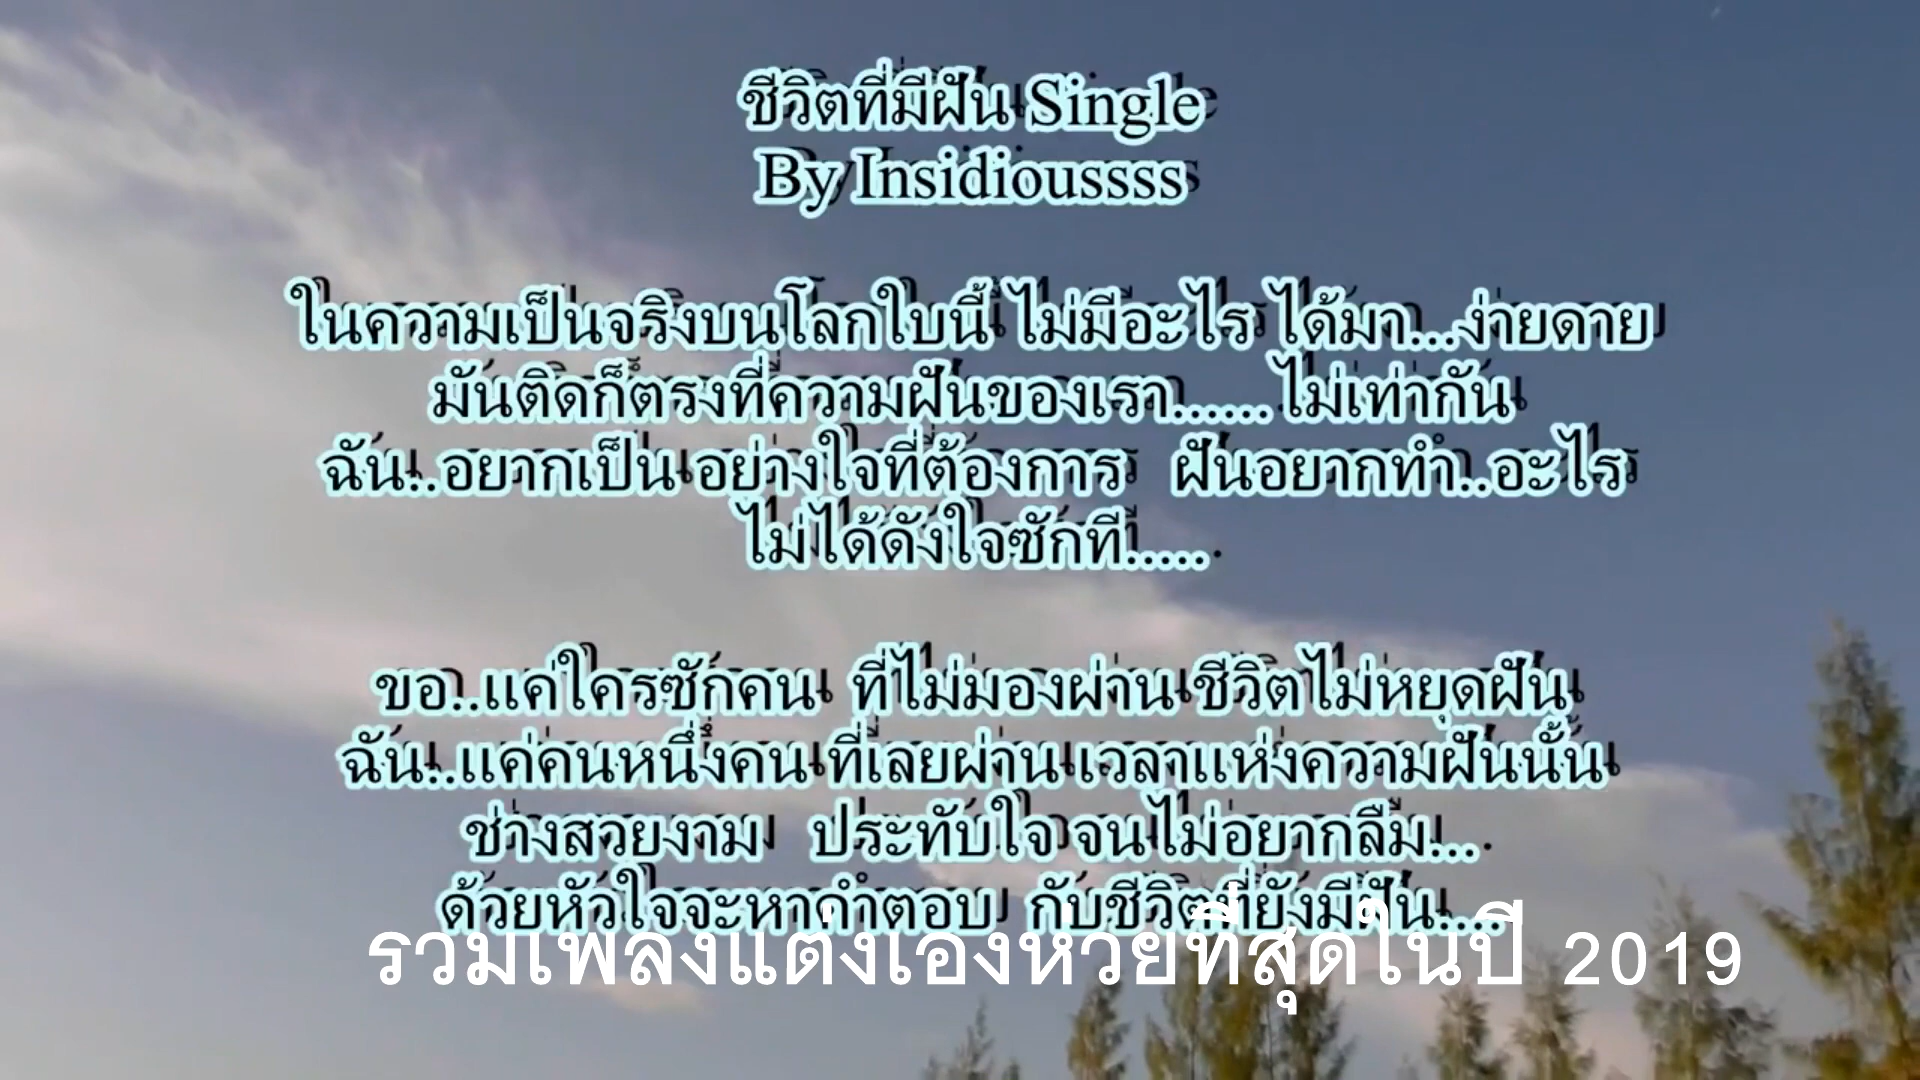 ชีวิตที่มีฝัน Single
By Insidioussss
ในความเป็นจริงบนโลกใบนี้ ไม่มีอะไร ได้มา...ง่ายดาย
มันติดก็ตรงที่ความฝันของเรา......ไม่เท่ากัน
ฉัน..อยากเป็น อย่างใจที่ต้องการ ฝันอยากทำ..อะไร
ไม่ได้ดังใจซักที.....
ขอ..แค่ใครซักคน ที่ไม่มองผ่าน ชีวิตไม่หยุดฝัน
ฉัน..แค่คนหนึ่งคน ที่เลยผ่าน เวลาแห่งความฝันนั้น
ช่างสวยงาม ประทับใจ จนไม่อยากลืม...
ด้วยหัวใจจะหาคำตอบ กับชีวิตที่ยังมีฝัน....
รวมเพลงแต่งเองห่วยที่สุดในปี 2019